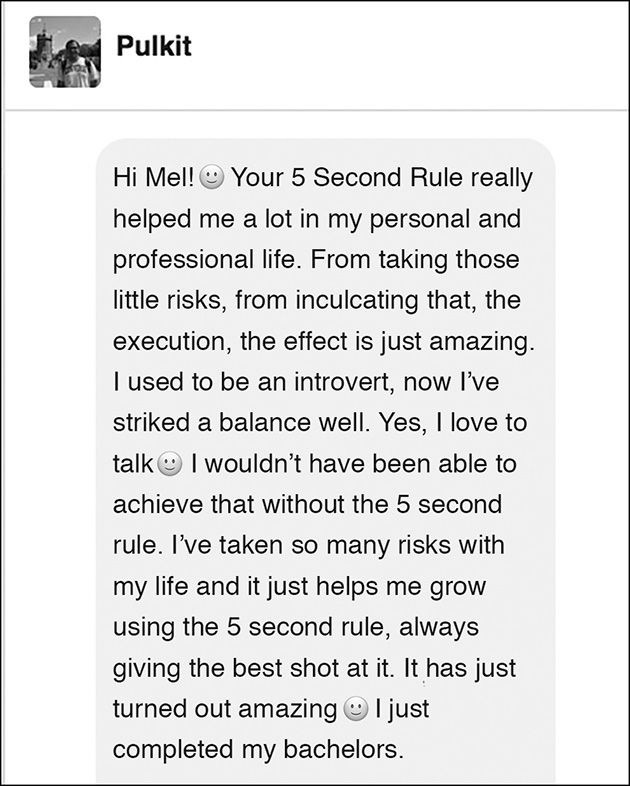 Pulkit
Hi Mel!🙂 Your 5 Second Rule really
helped me a lot in my personal and
professional life. From taking those
little risks, from inculcating that, the
execution, the effect is just amazing.
I used to be an introvert, now I’ve
striked a balance well. Yes, I love to
talk🙂 I wouldn’t have been able to
achieve that without the 5 second
rule. I’ve taken so many risks with
my life and it just helps me grow
using the 5 second rule, always
giving the best shot at it. It has just
turned out amazing🙂 I just
completed my bachelors.